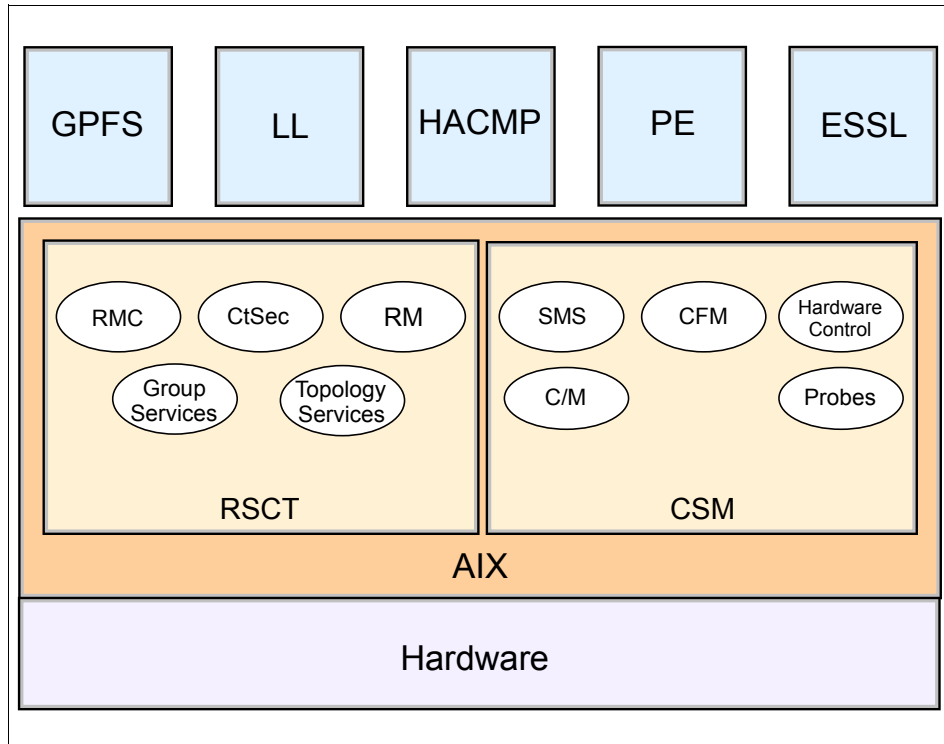 GPFS
LL
HACMP
PE
ESSL
RMC
CtSec
RM
Group
Services
Topology
Services
RSCT
SMS
CFM
Hardware
Control
C/M
Probes
CSM
AIX
Hardware